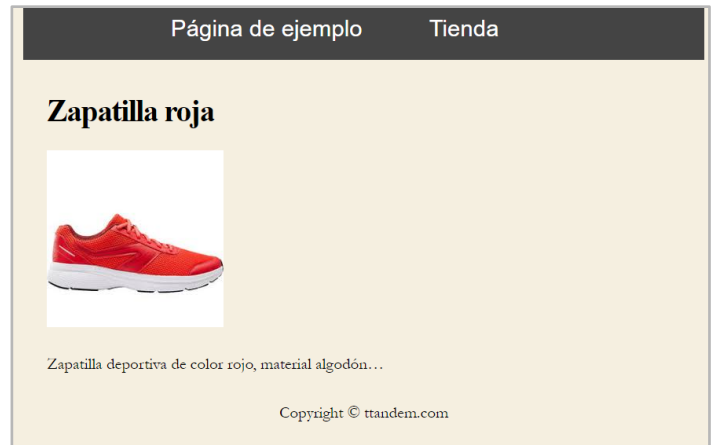 Página de ejemplo Tienda
Zapatilla roja
Zapatilla deportiva de color rojo, material algodón…
Copyright © ttandem.com